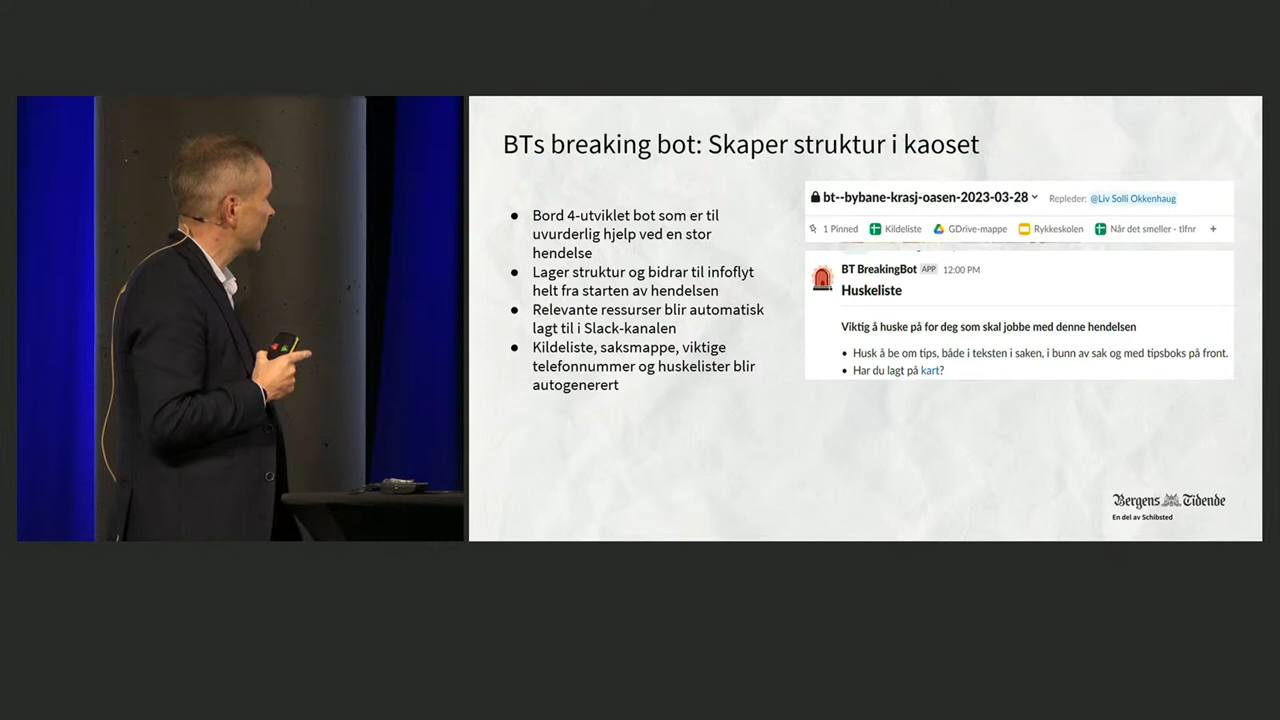 BTs breaking bot: Skaper struktur i kaoset
● Bord 4-utviklet bot som er til
uvurderlig hjelp ved en stor
hendelse
● Lager struktur og bidrar til infoflyt
helt fra starten av hendelsen
● Relevante ressurser blir automatisk
lagt til i Slack-kanalen
● Kildeliste, saksmappe, viktige
telefonnummer og huskelister blir
autogenerert
bt--bybane-krasj-oasen-2023-03-28 Repleder: @Liv Solli Okkenhaug
1 Pinned Kildeliste GDrive-mappe Rykkeskolen Når det smeller - tlfnr +
BT BreakingBot APP 12:00 PM
Huskeliste
Viktig å huske på for deg som skal jobbe med denne hendelsen
• Husk å be om tips, både i teksten i saken, i bunn av sak og med tipsboks på front.
• Har du lagt på kart?
Bergens Tidende
En del av Schibsted